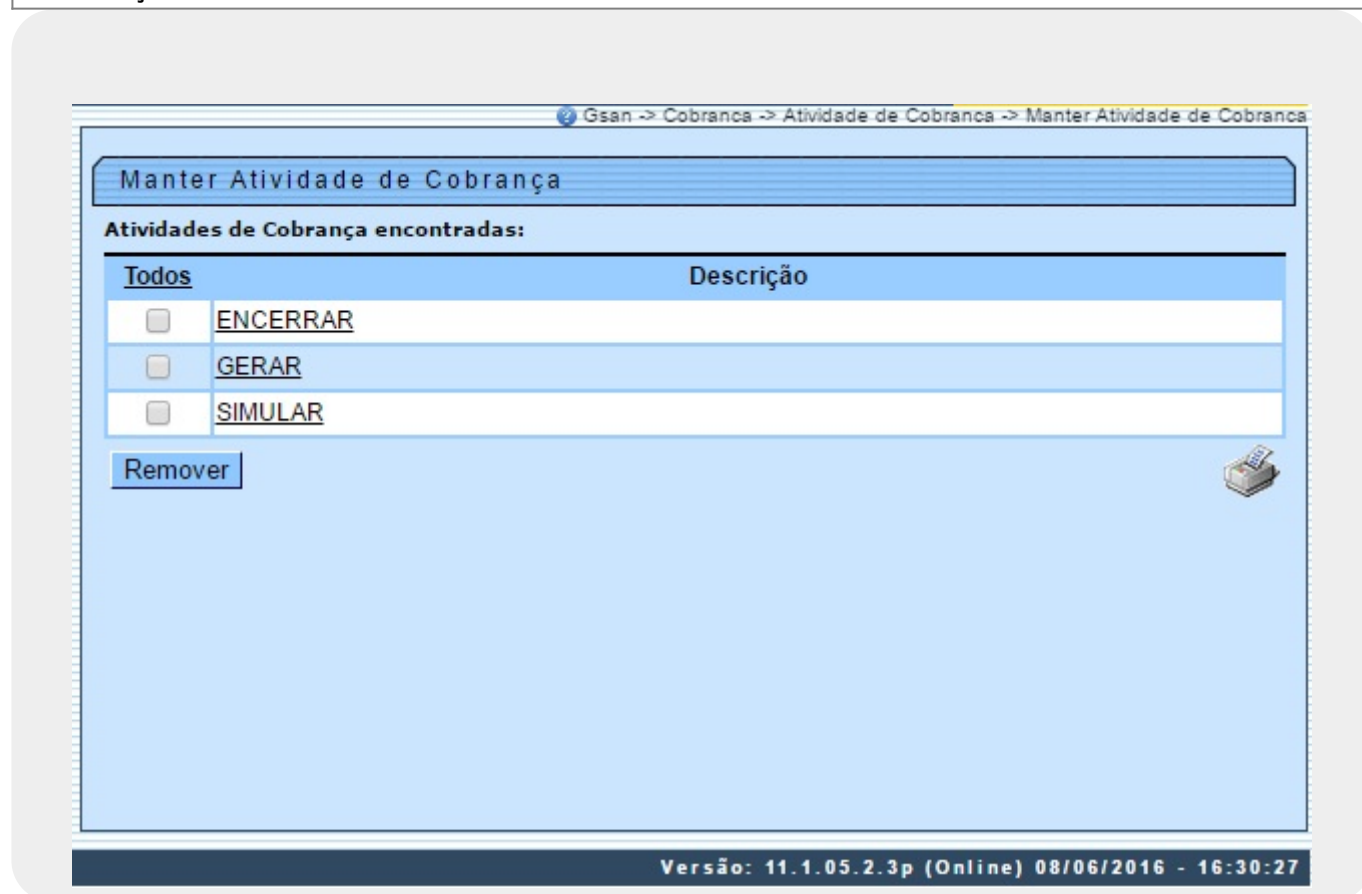 Gsan -> Cobranca -> Atividade de Cobranca -> Manter Atividade de Cobranca
Manter Atividade de Cobrança
Atividades de Cobrança encontradas:
Todos Descrição
ENCERRAR
GERAR
SIMULAR
Remover
Versão: 11.1.05.2.3p (Online) 08/06/2016 - 16:30:27